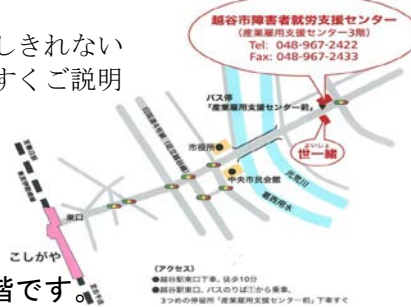 しきれない
すくご説明
越谷市障害者就労支援センター
(産業雇用支援センター3階)
Tel: 048-967-2422
Fax: 048-967-2433
バス停
「産業雇用支援センター前」
よいしょ
世一緒
市役所
中央市民会館
元荒川
葛西用水
東口
こしがや
階です。
(アクセス)
●越谷駅東口下車、徒歩10分
●越谷駅東口、バスのりば①から乗車、
3つめの停留所「産業雇用支援センター前」下車すぐ